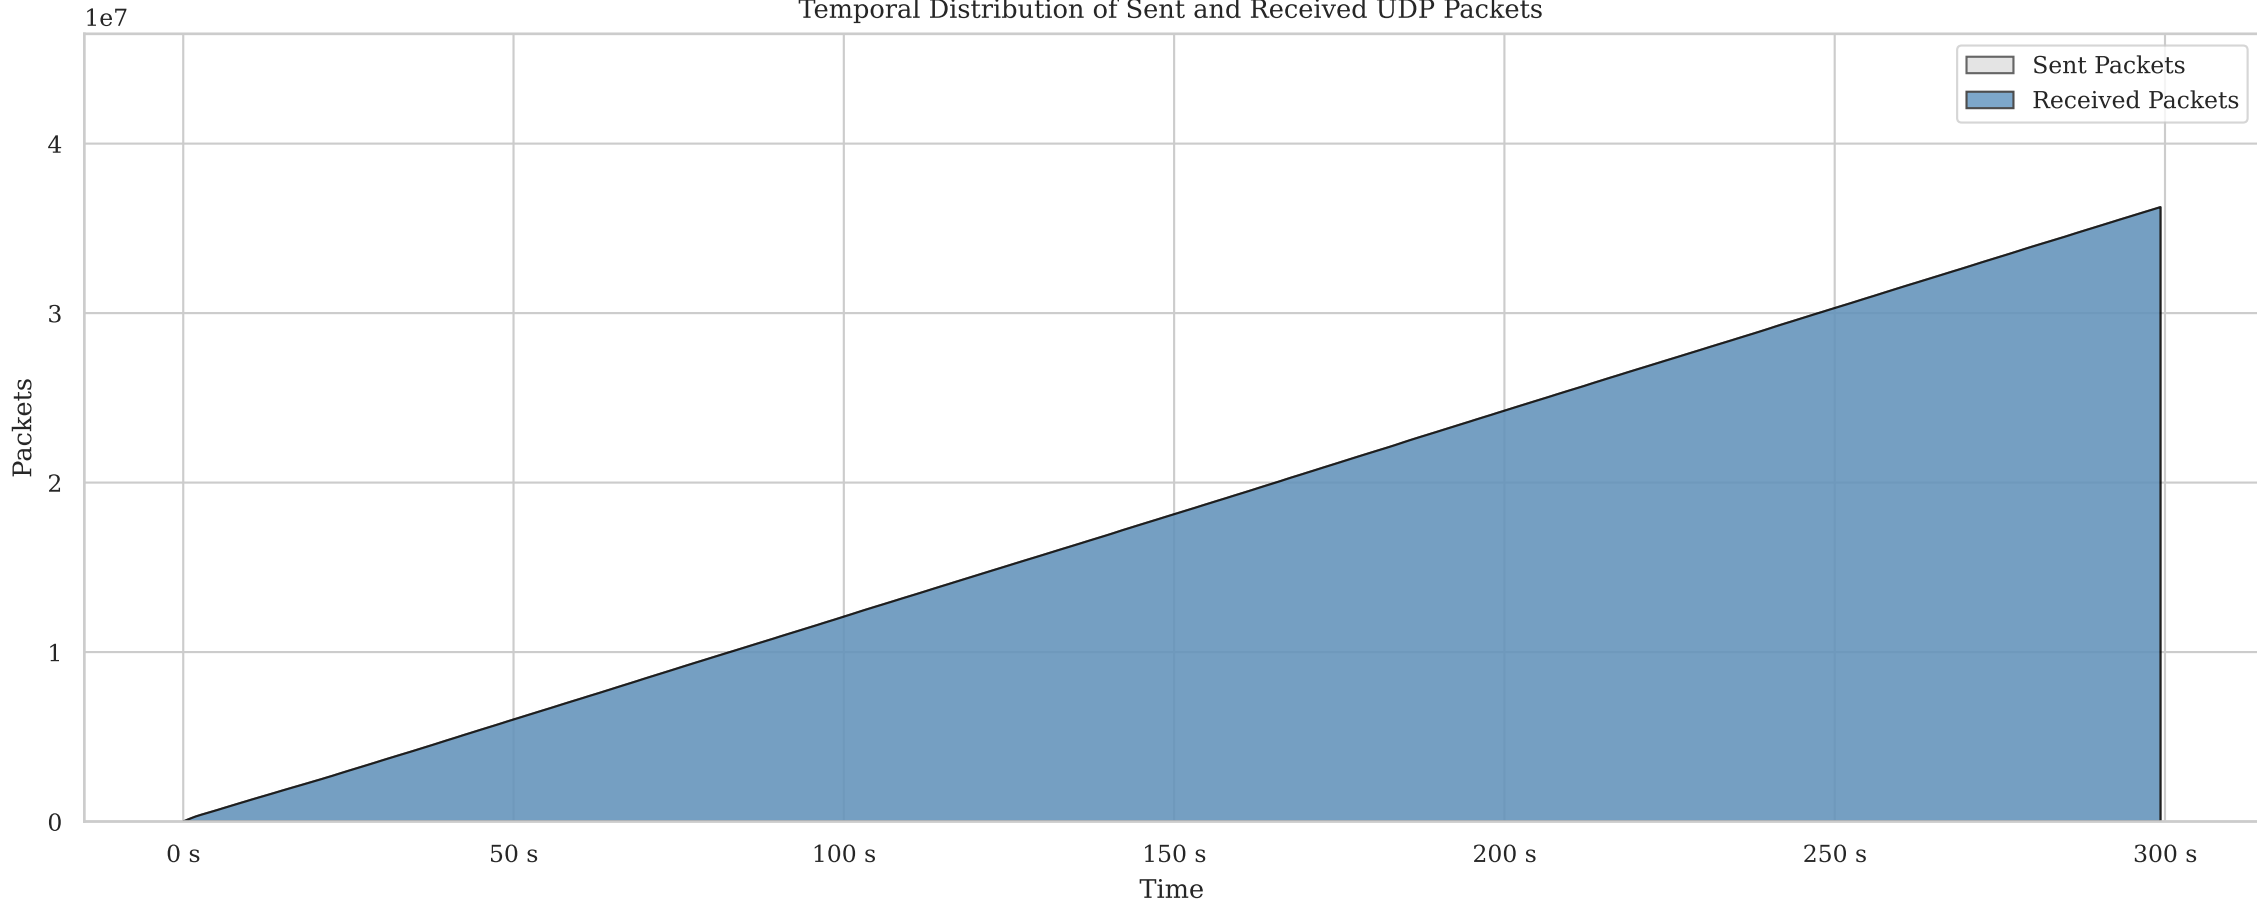 Temporal Distribution of Sent and Received UDP Packets
1e7
Sent Packets
Received Packets
4
3
2
1
0
Packets
0 s 50 s 100 s 150 s 200 s 250 s 300 s
Time